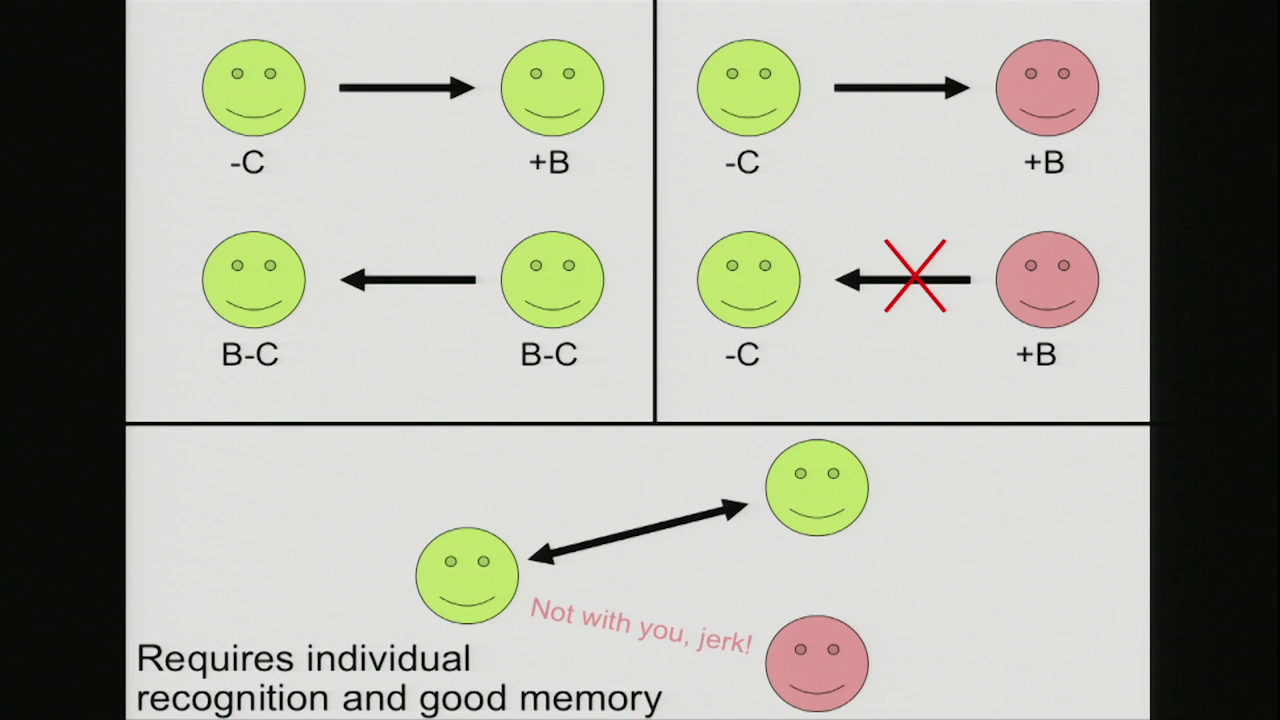 -C
+B
-C
+B
B-C
B-C
-C
+B
Not with you, jerk!
Requires individual
recognition and good memory